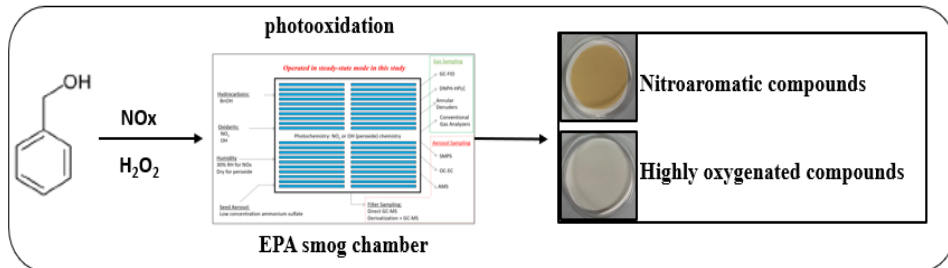 photooxidation
OH
NOx
H₂O₂
Operated in steady-state mode in this study
Hydrocarbons:
BnOH
Oxidants:
NOₓ
OH
Humidity
30% RH for NOx
Dry for peroxide
Seed Aerosol:
Low concentration ammonium sulfate
Photochemistry: NOₓ or OH (peroxide) chemistry
Gas Sampling
GC-FID
DNPH-HPLC
Annular
Denuders
Conventional
Gas Analyzers
Aerosol Sampling
SMPS
OC-EC
AMS
Filter Sampling:
Direct GC-MS
Derivatization + GC-MS
EPA smog chamber
Nitroaromatic compounds
Highly oxygenated compounds